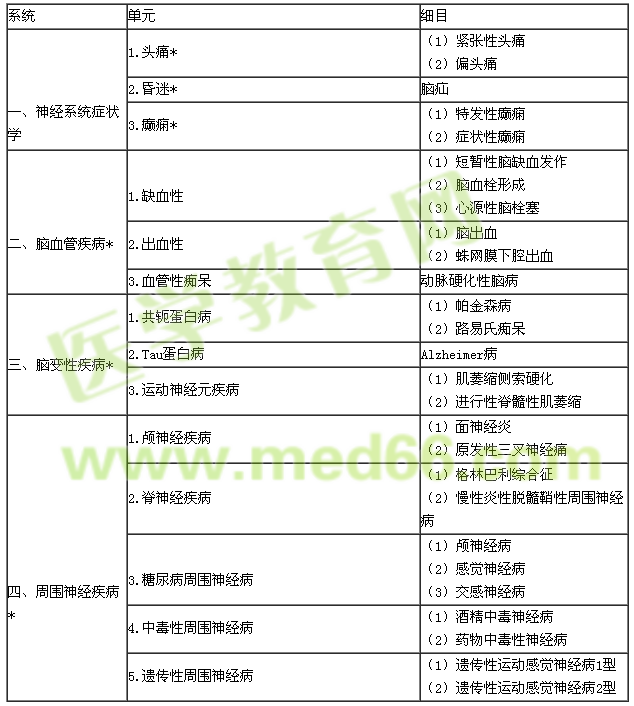 系统 单元 细目
一、神经系统症状学
1.头痛*
（1）紧张性头痛
（2）偏头痛
2.昏迷*
脑疝
3.癫痫*
（1）特发性癫痫
（2）症状性癫痫
二、脑血管疾病*
1.缺血性
（1）短暂性脑缺血发作
（2）脑血栓形成
（3）心源性脑栓塞
2.出血性
（1）脑出血
（2）蛛网膜下腔出血
3.血管性痴呆
动脉硬化性脑病
三、脑变性疾病*
1.共轭蛋白病
（1）帕金森病
（2）路易氏痴呆
2.Tau蛋白病
Alzheimer病
3.运动神经元疾病
（1）肌萎缩侧索硬化
（2）进行性脊髓性肌萎缩
四、周围神经疾病
*
1.颅神经疾病
（1）面神经炎
（2）原发性三叉神经痛
2.脊神经疾病
（1）格林巴利综合征
（2）慢性炎性脱髓鞘性周围神经
病
3.糖尿病周围神经病
（1）颅神经病
（2）感觉神经病
（3）交感神经病
4.中毒性周围神经病
（1）酒精中毒神经病
（2）药物中毒性神经病
5.遗传性周围神经病
（1）遗传性运动感觉神经病1型
（2）遗传性运动感觉神经病2型
医学教育网
www.med66.com